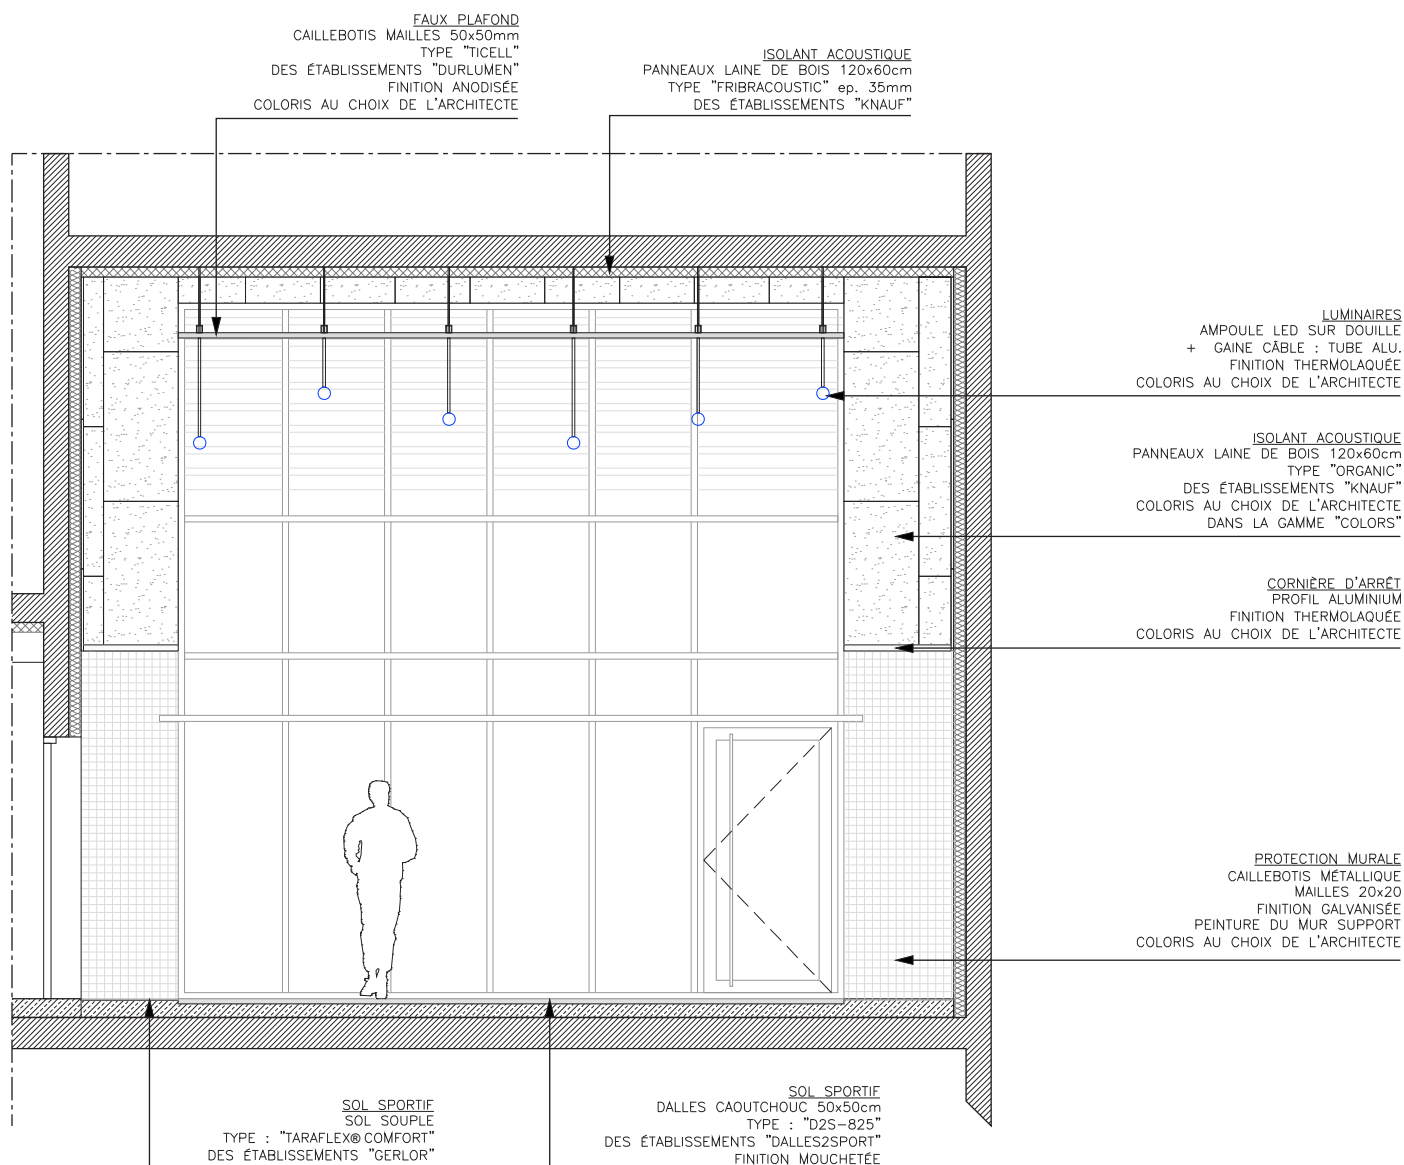 FAUX PLAFOND
CAILLEBOTIS MAILLES 50x50mm
TYPE "TICELL"
DES ÉTABLISSEMENTS "DURLUMEN"
FINITION ANODISÉE
COLORIS AU CHOIX DE L'ARCHITECTE
ISOLANT ACOUSTIQUE
PANNEAUX LAINE DE BOIS 120x60cm
TYPE "FRIBRACOUSTIC" ep. 35mm
DES ÉTABLISSEMENTS "KNAUF"
LUMINAIRES
AMPOULE LED SUR DOUILLE
+ GAINE CÂBLE : TUBE ALU.
FINITION THERMOLAQUÉE
COLORIS AU CHOIX DE L'ARCHITECTE
ISOLANT ACOUSTIQUE
PANNEAUX LAINE DE BOIS 120x60cm
TYPE "ORGANIC"
DES ÉTABLISSEMENTS "KNAUF"
COLORIS AU CHOIX DE L'ARCHITECTE
DANS LA GAMME "COLORS"
CORNIÈRE D'ARRÊT
PROFIL ALUMINIUM
FINITION THERMOLAQUÉE
COLORIS AU CHOIX DE L'ARCHITECTE
PROTECTION MURALE
CAILLEBOTIS MÉTALLIQUE
MAILLES 20x20
FINITION GALVANISÉE
PEINTURE DU MUR SUPPORT
COLORIS AU CHOIX DE L'ARCHITECTE
SOL SPORTIF
SOL SOUPLE
TYPE : "TARAFLEX® COMFORT"
DES ÉTABLISSEMENTS "GERLOR"
SOL SPORTIF
DALLES CAOUTCHOUC 50x50cm
TYPE : "D2S-825"
DES ÉTABLISSEMENTS "DALLES2SPORT"
FINITION MOUCHETÉE